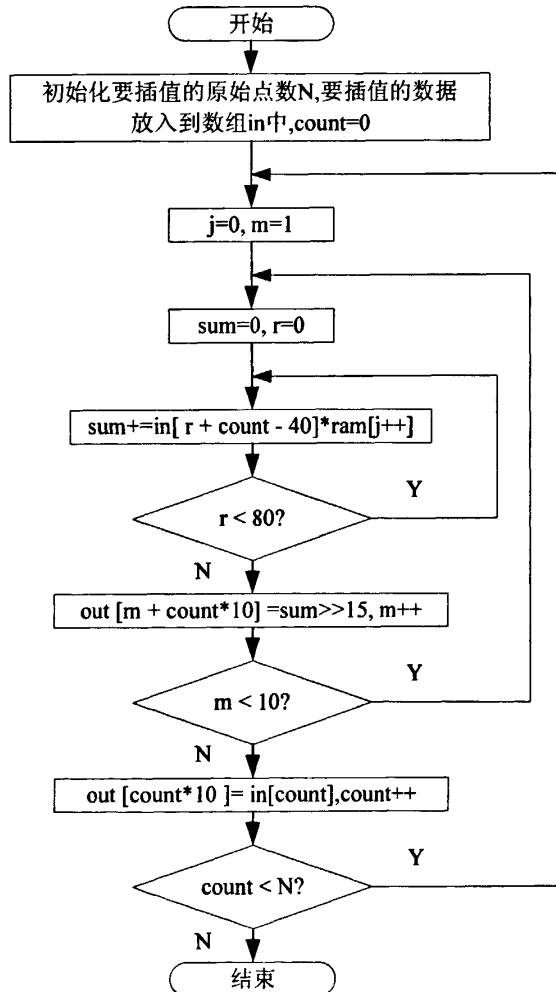 开始
初始化要插值的原始点数N,要插值的数据
放入到数组in中,count=0
j=0, m=1
sum=0, r=0
sum+=in[ r + count - 40]*ram[j++]
Y
r < 80?
N
out [m + count*10] =sum>>15, m++
Y
m < 10?
N
out [count*10 ]= in[count],count++
Y
count < N?
N
结束